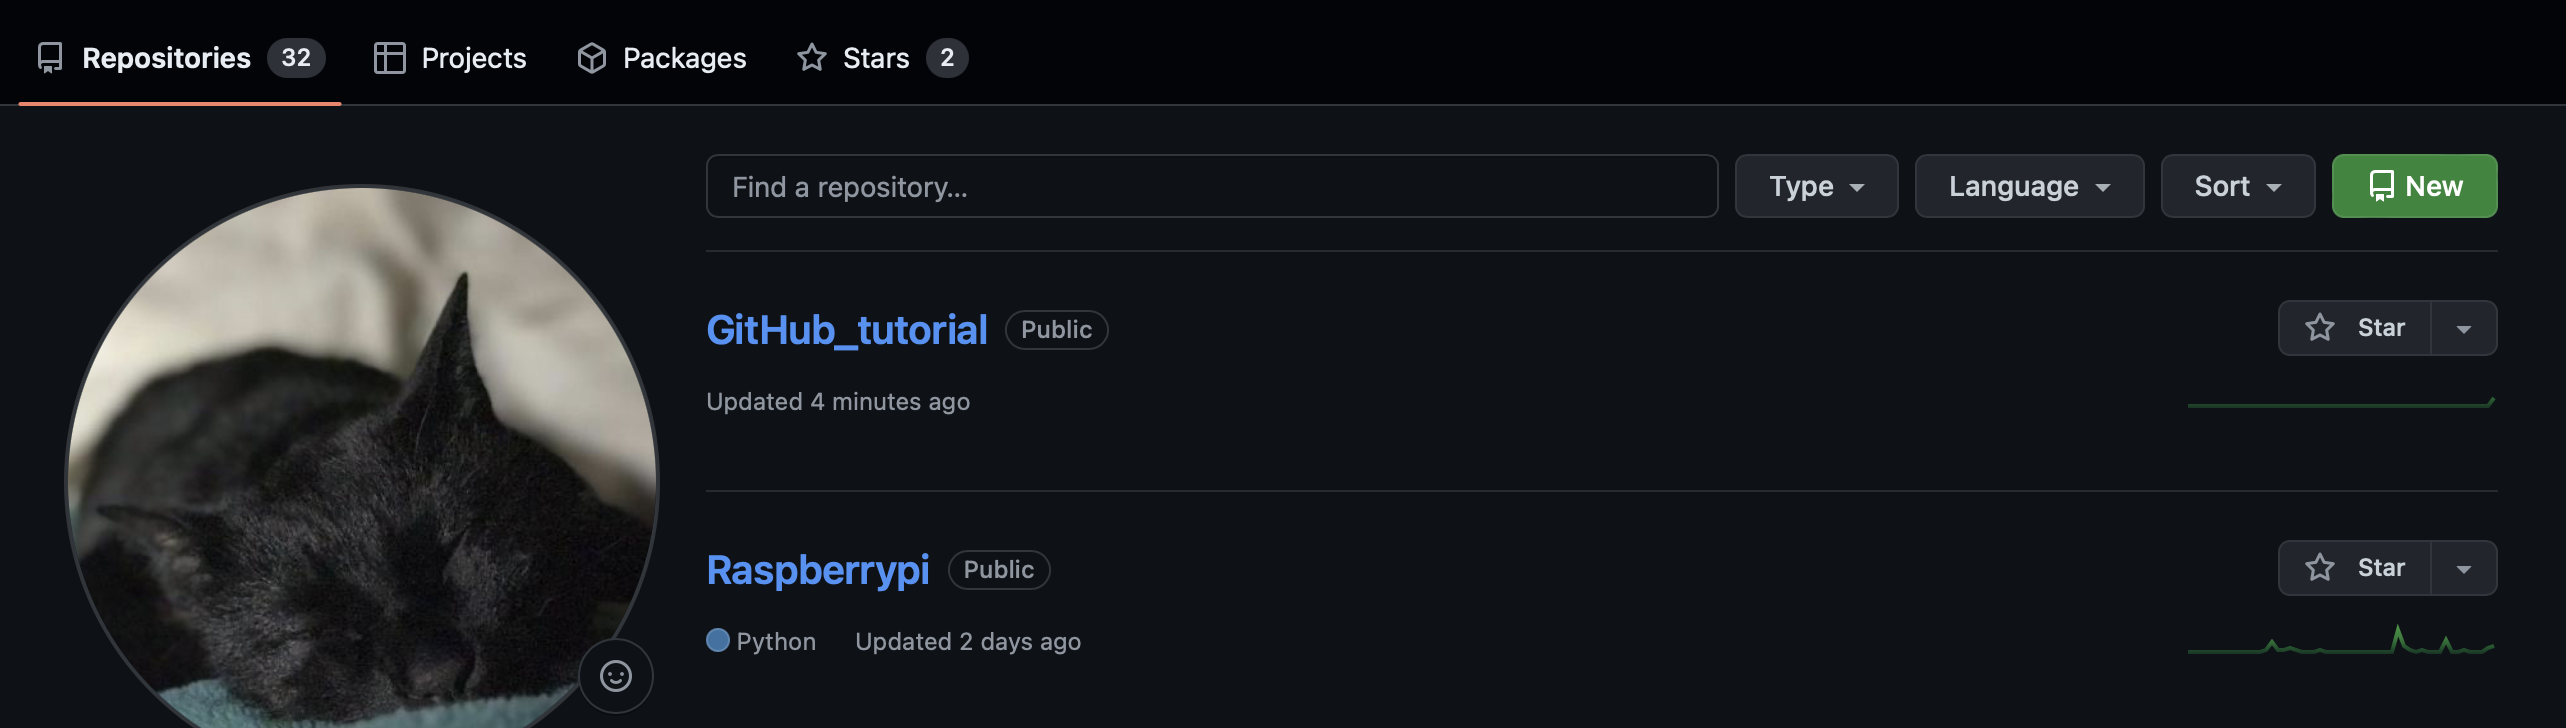 Repositories 32 Projects Packages Stars 2
Find a repository... Type Language Sort New
GitHub_tutorial Public Star
Updated 4 minutes ago
Raspberrypi Public Star
Python Updated 2 days ago